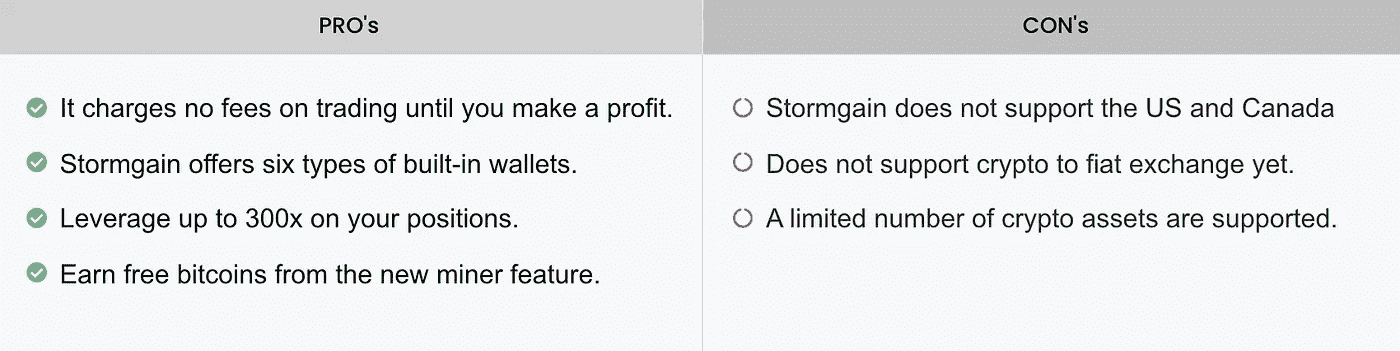 PRO's
CON's
It charges no fees on trading until you make a profit.
Stormgain offers six types of built-in wallets.
Leverage up to 300x on your positions.
Earn free bitcoins from the new miner feature.
Stormgain does not support the US and Canada
Does not support crypto to fiat exchange yet.
A limited number of crypto assets are supported.